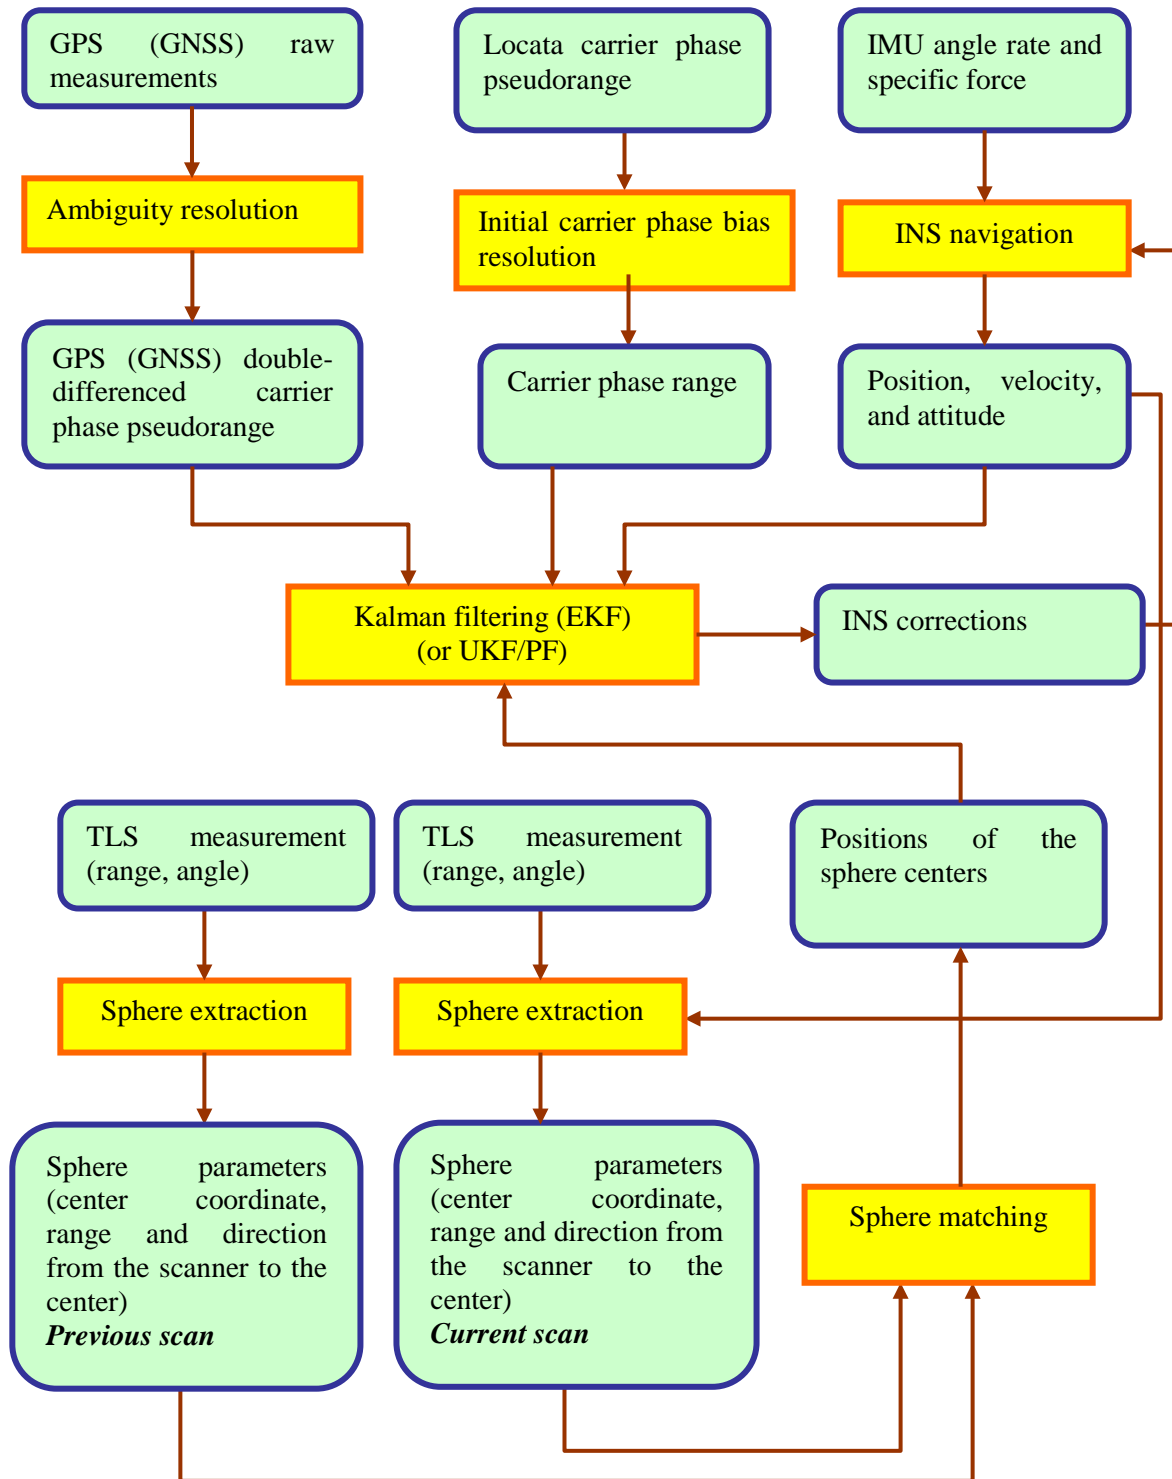 GPS (GNSS) raw
measurements
Locata carrier phase
pseudorange
IMU angle rate and
specific force
Ambiguity resolution
Initial carrier phase bias
resolution
INS navigation
GPS (GNSS) double-
differenced carrier
phase pseudorange
Carrier phase range
Position, velocity,
and attitude
Kalman filtering (EKF)
(or UKF/PF)
INS corrections
TLS measurement
(range, angle)
TLS measurement
(range, angle)
Positions of the
sphere centers
Sphere extraction
Sphere extraction
Sphere parameters
(center coordinate,
range and direction
from the scanner to the
center)
Previous scan
Sphere parameters
(center coordinate,
range and direction from
the scanner to the
center)
Current scan
Sphere matching